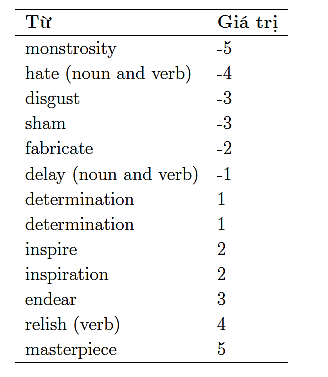 Từ Giá trị
monstrosity -5
hate (noun and verb) -4
disgust -3
sham -3
fabricate -2
delay (noun and verb) -1
determination 1
determination 1
inspire 2
inspiration 2
endear 3
relish (verb) 4
masterpiece 5